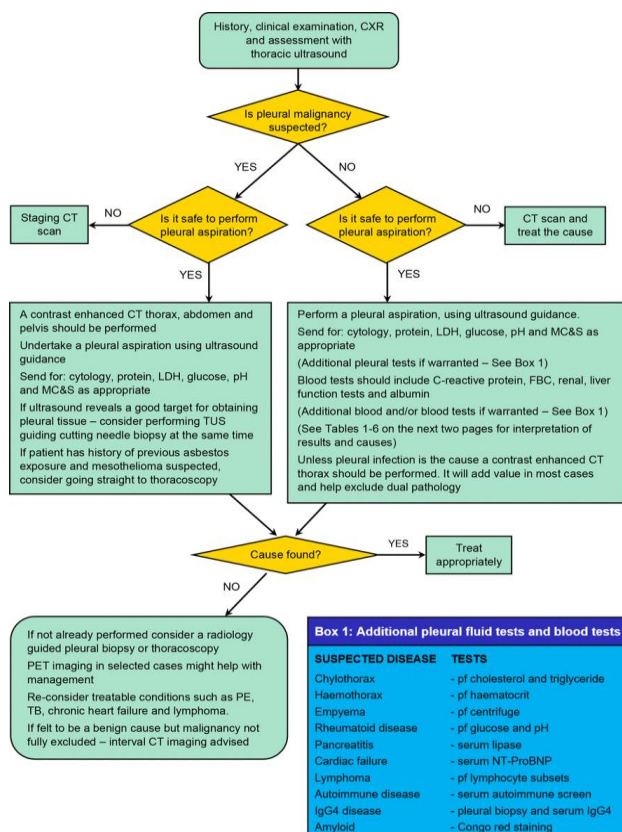 History, clinical examination, CXR
and assessment with
thoracic ultrasound
Is pleural malignancy
suspected?
YES
NO
Staging CT
scan
NO
Is it safe to perform
pleural aspiration?
Is it safe to perform
pleural aspiration?
NO
CT scan and
treat the cause
YES
YES
A contrast enhanced CT thorax, abdomen and
pelvis should be performed
Undertake a pleural aspiration using ultrasound
guidance
Send for: cytology, protein, LDH, glucose, pH
and MC&S as appropriate
If ultrasound reveals a good target for obtaining
pleural tissue – consider performing TUS
guiding cutting needle biopsy at the same time
If patient has history of previous asbestos
exposure and mesothelioma suspected,
consider going straight to thoracoscopy
Perform a pleural aspiration, using ultrasound guidance.
Send for: cytology, protein, LDH, glucose, pH and MC&S as
appropriate
(Additional pleural tests if warranted – See Box 1)
Blood tests should include C-reactive protein, FBC, renal, liver
function tests and albumin
(Additional blood and/or blood tests if warranted – See Box 1)
(See Tables 1-6 on the next two pages for interpretation of
results and causes)
Unless pleural infection is the cause a contrast enhanced CT
thorax should be performed. It will add value in most cases
and help exclude dual pathology
Cause found?
YES
Treat
appropriately
NO
If not already performed consider a radiology
guided pleural biopsy or thoracoscopy
PET imaging in selected cases might help with
management
Re-consider treatable conditions such as PE,
TB, chronic heart failure and lymphoma.
If felt to be a benign cause but malignancy not
fully excluded – interval CT imaging advised
Box 1: Additional pleural fluid tests and blood tests
SUSPECTED DISEASE TESTS
Chylothorax - pf cholesterol and triglyceride
Haemothorax - pf haematocrit
Empyema - pf centrifuge
Rheumatoid disease - pf glucose and pH
Pancreatitis - serum lipase
Cardiac failure - serum NT-ProBNP
Lymphoma - pf lymphocyte subsets
Autoimmune disease - serum autoimmune screen
IgG4 disease - pleural biopsy and serum IgG4
Amyloid - Congo red staining